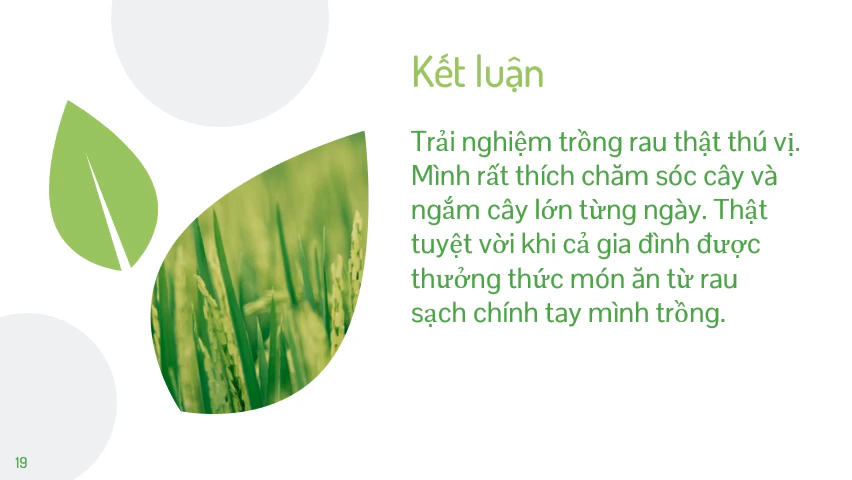 Kết luận
Trải nghiệm trồng rau thật thú vị.
Mình rất thích chăm sóc cây và
ngắm cây lớn từng ngày. Thật
tuyệt vời khi cả gia đình được
thưởng thức món ăn từ rau
sạch chính tay mình trồng.
19